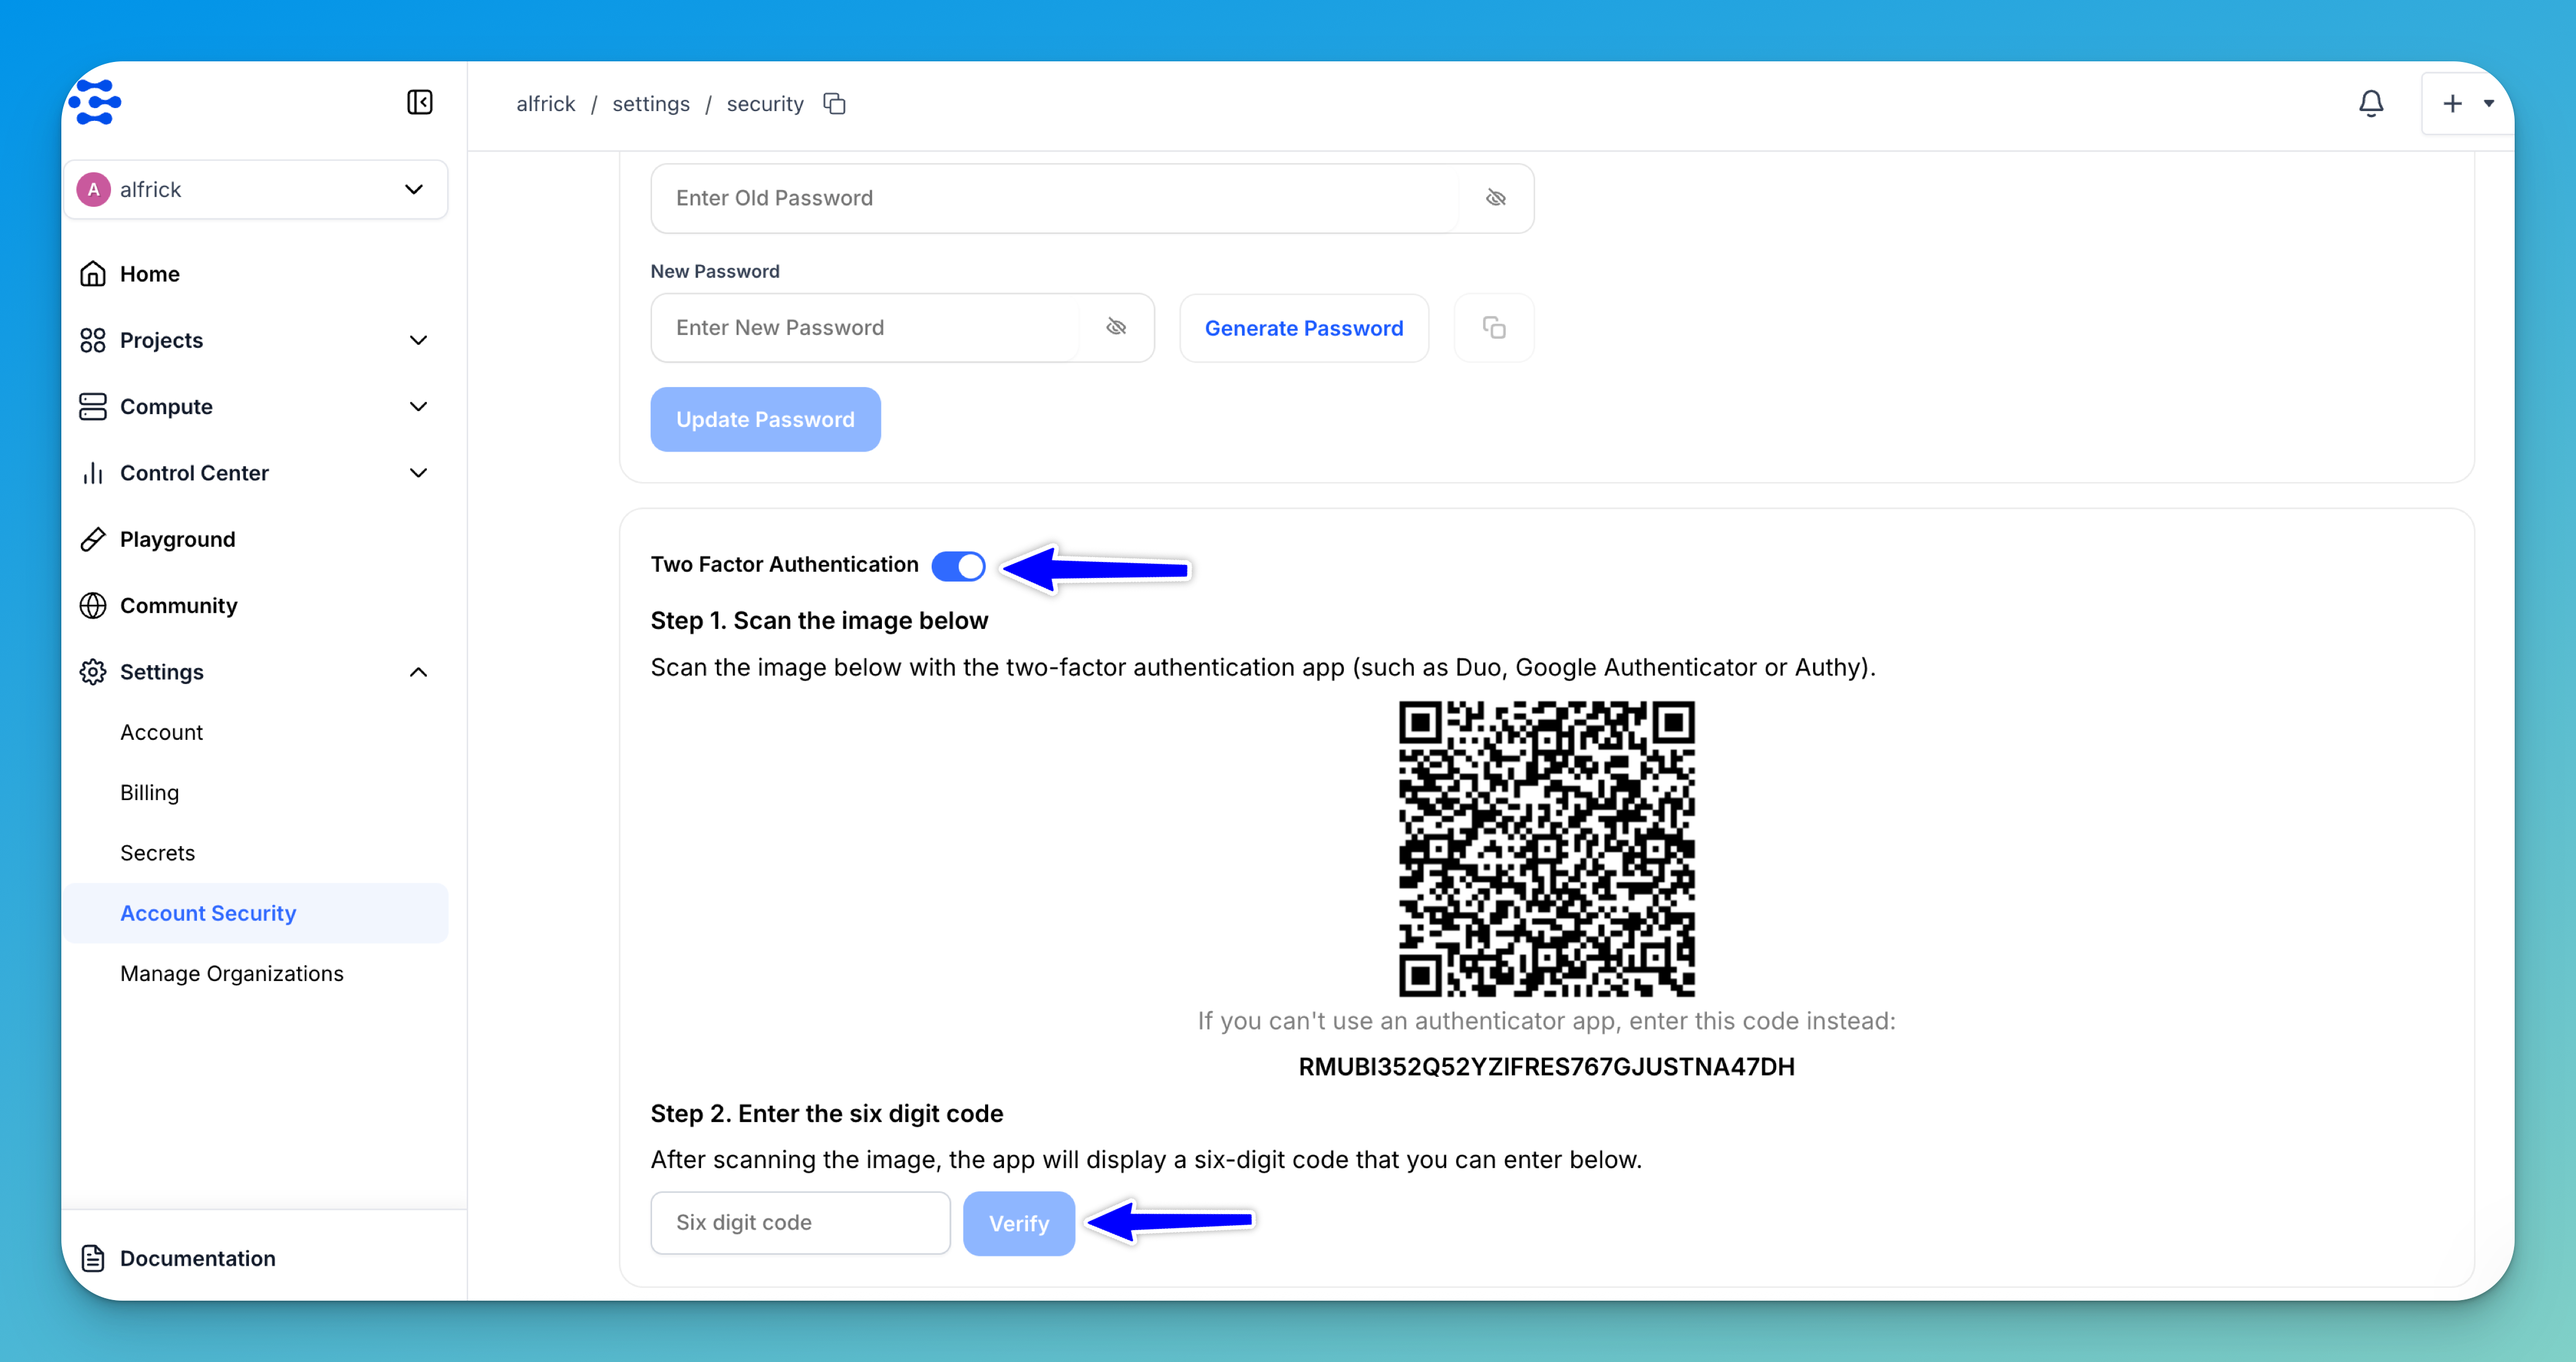 alfrick / settings / security
A alfrick
Home
Projects
Compute
Control Center
Playground
Community
Settings
Account
Billing
Secrets
Account Security
Manage Organizations
Documentation
Enter Old Password
New Password
Enter New Password
Generate Password
Update Password
Two Factor Authentication
Step 1. Scan the image below
Scan the image below with the two-factor authentication app (such as Duo, Google Authenticator or Authy).
If you can't use an authenticator app, enter this code instead:
RMUBI352Q52YZIFRES767GJUSTNA47DH
Step 2. Enter the six digit code
After scanning the image, the app will display a six-digit code that you can enter below.
Six digit code
Verify